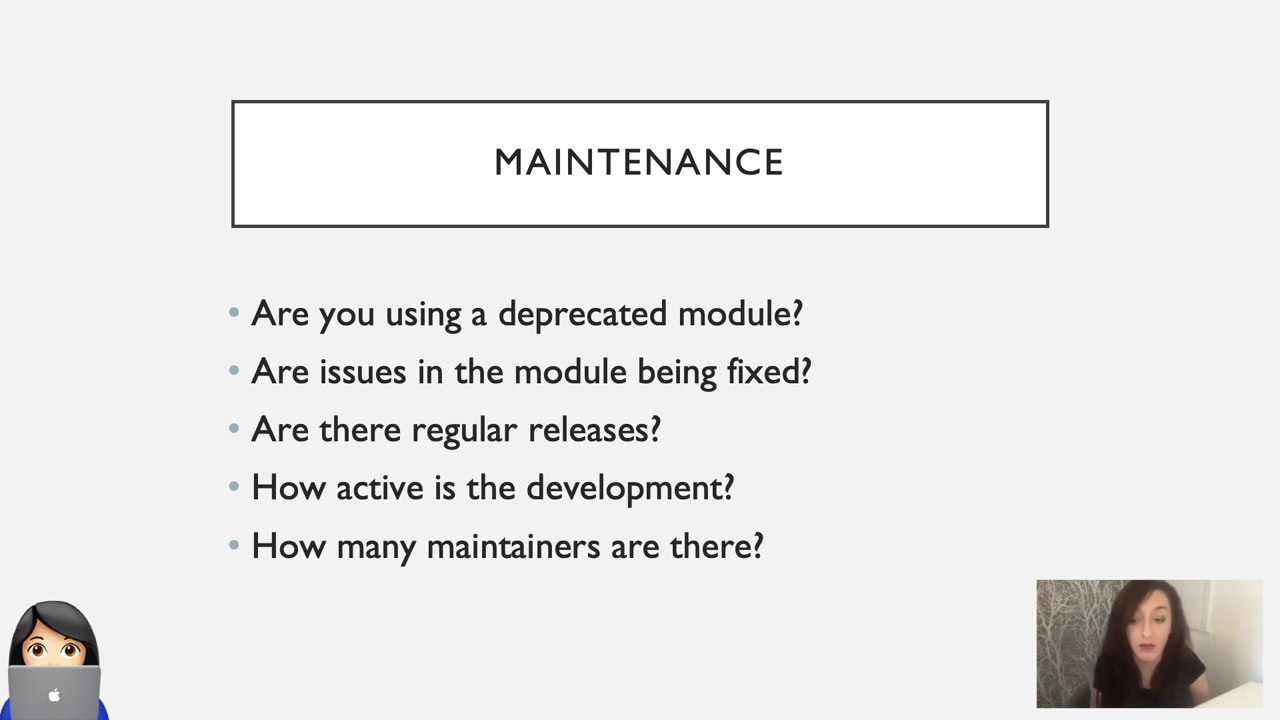 MAINTENANCE
• Are you using a deprecated module?
• Are issues in the module being fixed?
• Are there regular releases?
• How active is the development?
• How many maintainers are there?